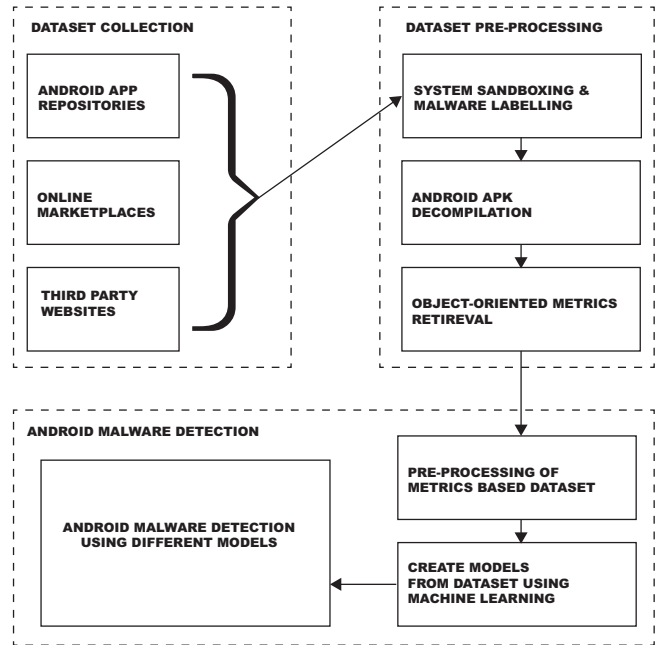 DATASET COLLECTION
ANDROID APP
REPOSITORIES
ONLINE
MARKETPLACES
THIRD PARTY
WEBSITES
DATASET PRE-PROCESSING
SYSTEM SANDBOXING &
MALWARE LABELLING
ANDROID APK
DECOMPILATION
OBJECT-ORIENTED METRICS
RETIREVAL
ANDROID MALWARE DETECTION
PRE-PROCESSING OF
METRICS BASED DATASET
CREATE MODELS
FROM DATASET USING
MACHINE LEARNING
ANDROID MALWARE DETECTION
USING DIFFERENT MODELS